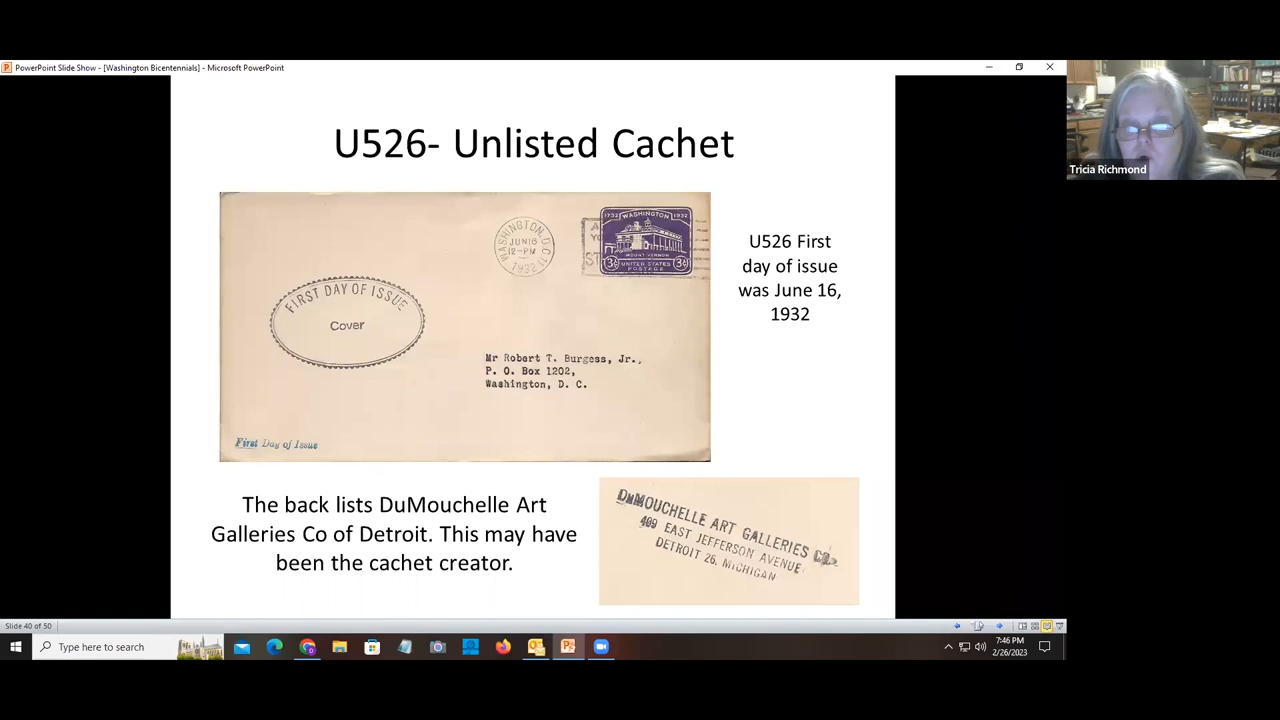 PowerPoint Slide Show - [Washington Bicentennials] - Microsoft PowerPoint
Tricia Richmond
U526- Unlisted Cachet
WASHINGTON, D.C.
JUN 16
12-PM
1932
1732 WASHINGTON 1932
MOUNT VERNON
3¢ UNITED STATES 3¢
POSTAGE
FIRST DAY OF ISSUE
Cover
Mr Robert T. Burgess, Jr.,
P. O. Box 1202,
Washington, D. C.
First Day of Issue
U526 First
day of issue
was June 16,
1932
The back lists DuMouchelle Art
Galleries Co of Detroit. This may have
been the cachet creator.
DuMOUCHELLE ART GALLERIES CO.
409 EAST JEFFERSON AVENUE
DETROIT 26, MICHIGAN
Slide 40 of 50
Type here to search
7:46 PM
2/26/2023